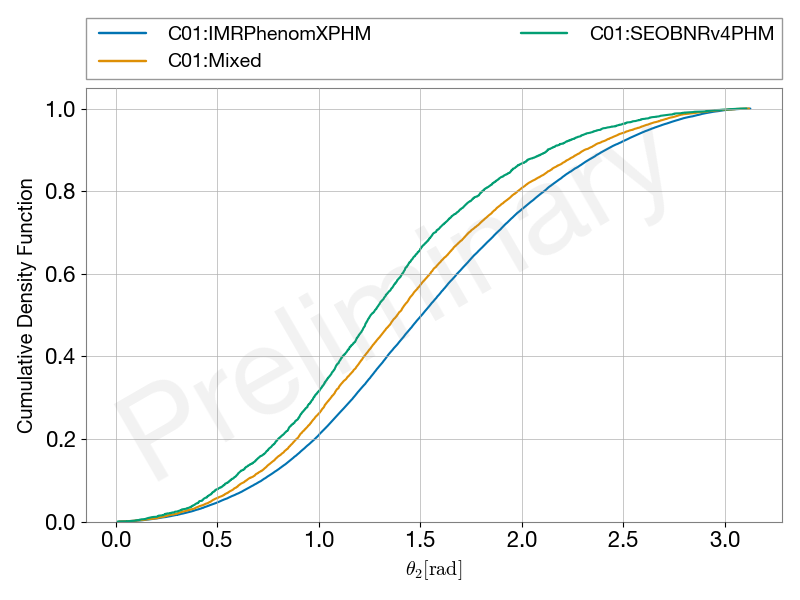 C01:IMRPhenomXPHM
C01:SEOBNRv4PHM
C01:Mixed
Preliminary
Cumulative Density Function
1.0
0.8
0.6
0.4
0.2
0.0
0.0 0.5 1.0 1.5 2.0 2.5 3.0
θ₂[rad]